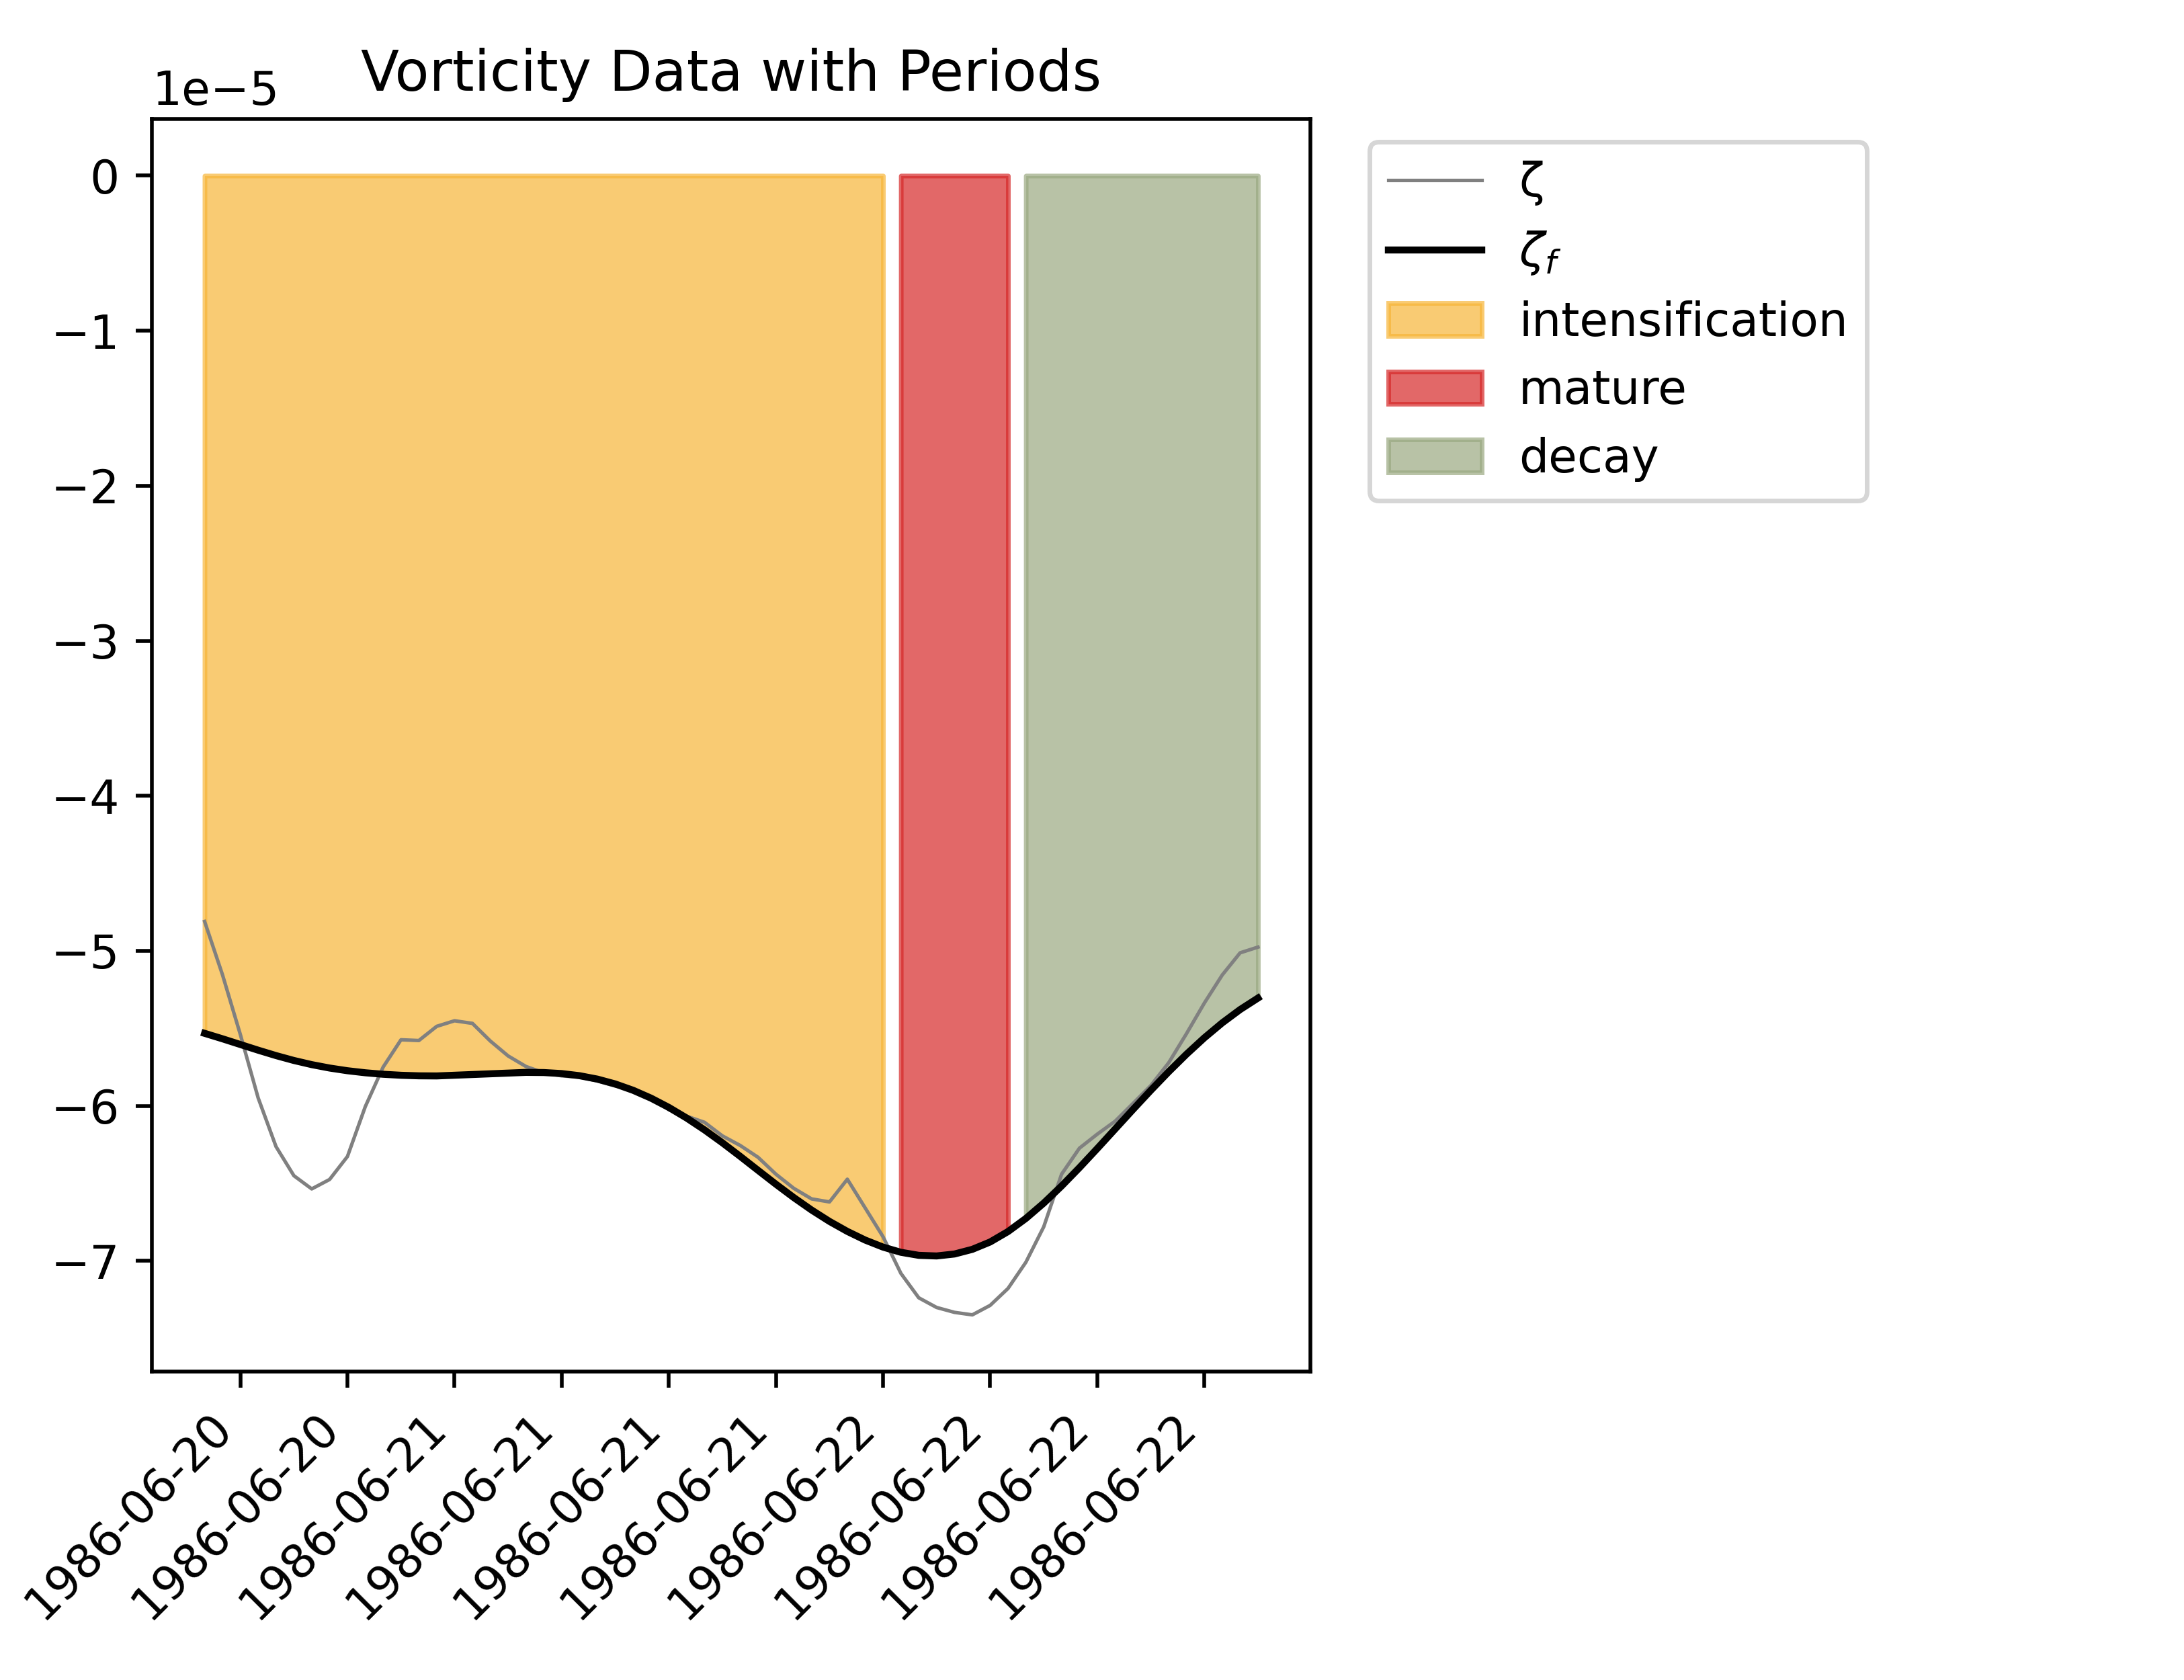 Vorticity Data with Periods
1e−5
0
−1
−2
−3
−4
−5
−6
−7
1986-06-20
1986-06-20
1986-06-21
1986-06-21
1986-06-21
1986-06-21
1986-06-22
1986-06-22
1986-06-22
1986-06-22
ζ
ζf
intensification
mature
decay